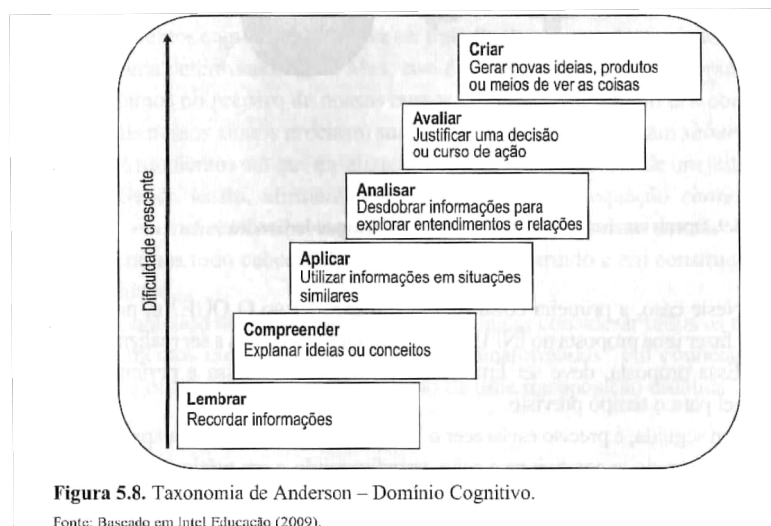 Criar
Gerar novas ideias, produtos
ou meios de ver as coisas
Avaliar
Justificar uma decisão
ou curso de ação
Analisar
Desdobrar informações para
explorar entendimentos e relações
Aplicar
Utilizar informações em situações
similares
Compreender
Explanar ideias ou conceitos
Lembrar
Recordar informações
Dificuldade crescente
Figura 5.8. Taxonomia de Anderson – Domínio Cognitivo.
Fonte: Baseado em Intel Educação (2009).